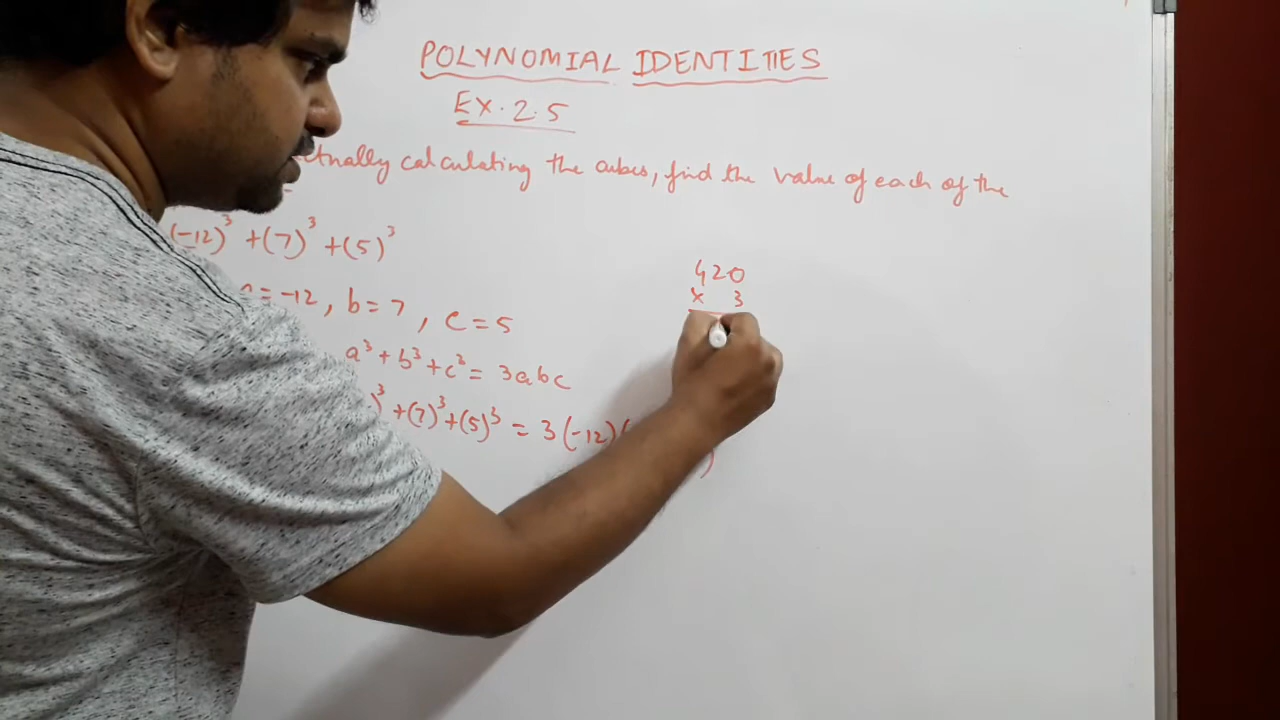 POLYNOMIAL IDENTITIES
EX. 2.5
calculating the cubes, find the value of each of the
(-12)³ + (7)³ + (5)³
a = -12, b = 7, c = 5
a³ + b³ + c³ = 3abc
)³ + (7)³ + (5)³ = 3(-12)(
)
420
x 3